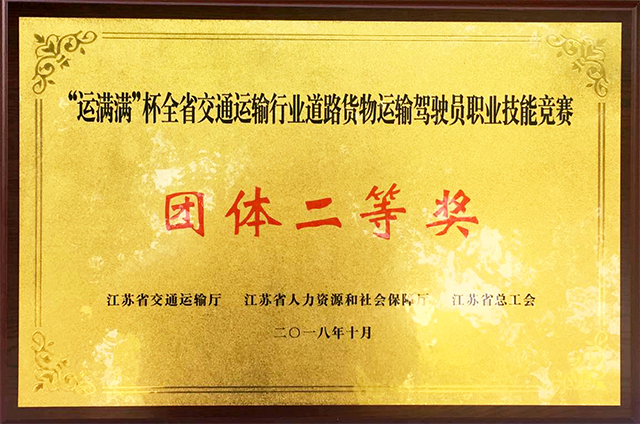 “运满满”杯全省交通运输行业道路货物运输驾驶员职业技能竞赛
团体二等奖
江苏省交通运输厅 江苏省人力资源和社会保障厅 江苏省总工会
二〇一八年十月